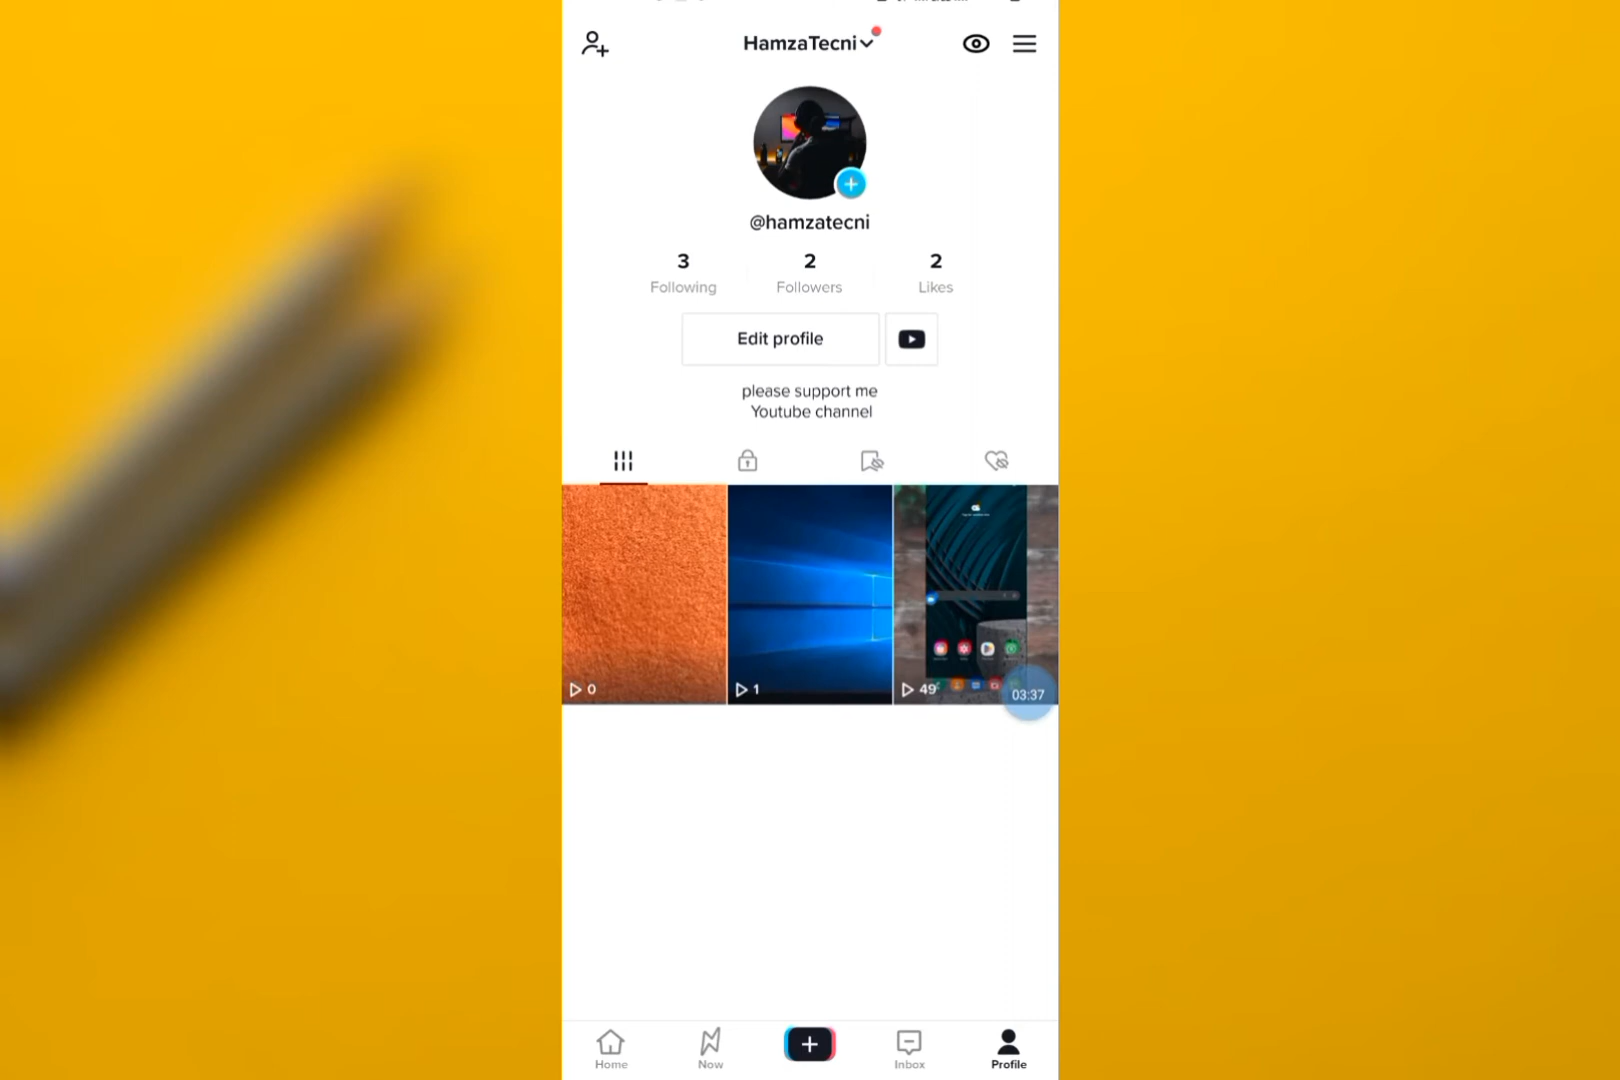 HamzaTecni
@hamzatecni
3 2 2
Following Followers Likes
Edit profile
please support me
Youtube channel
0 1 49
03:37
Home Now Inbox Profile